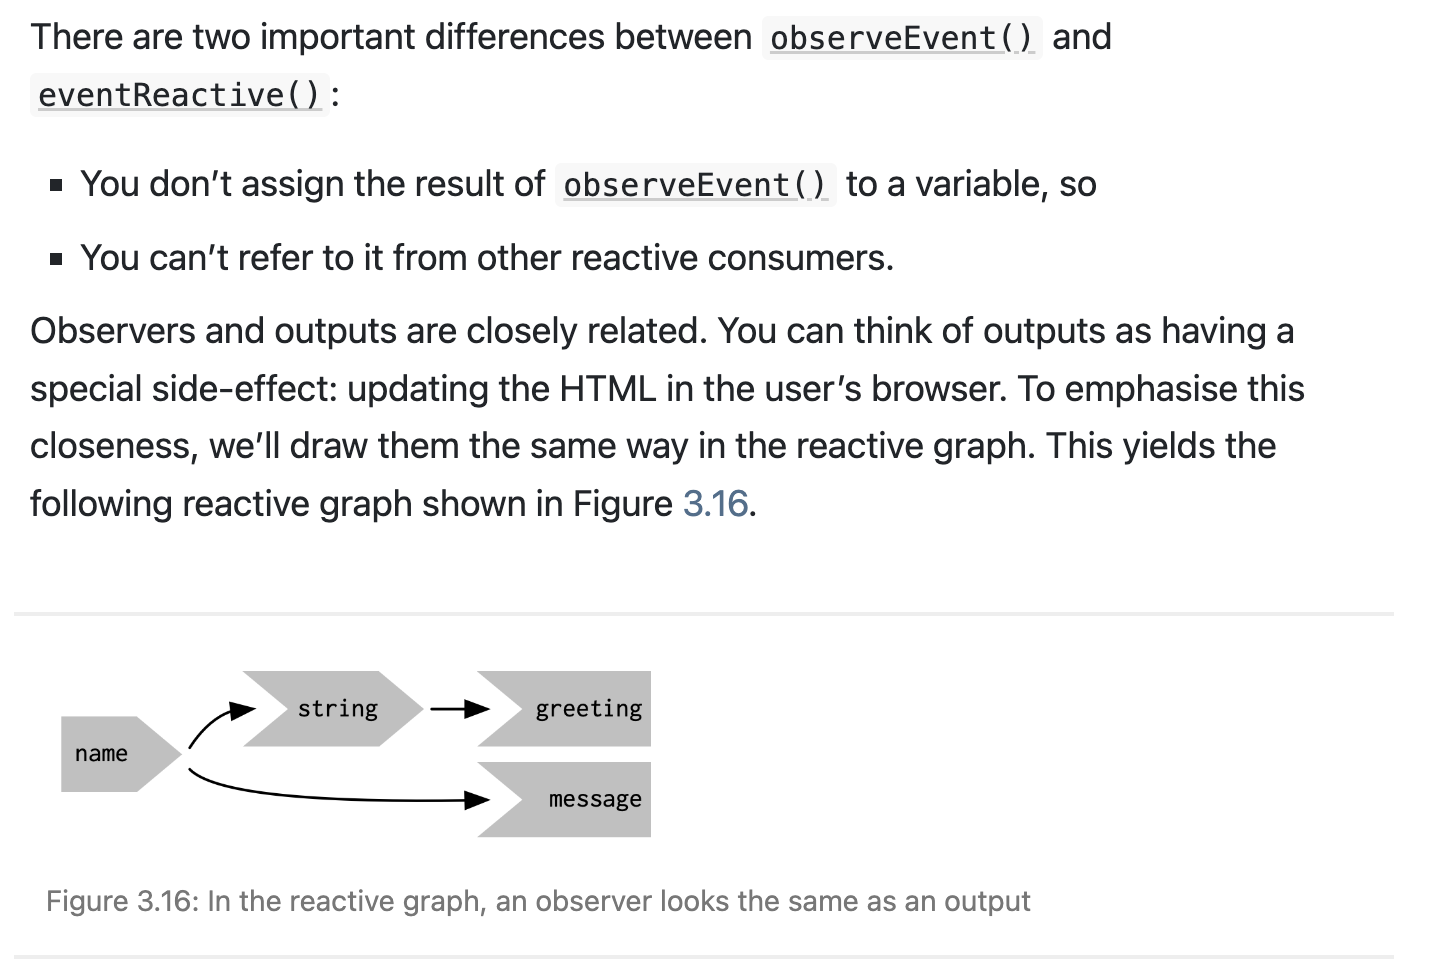 There are two important differences between observeEvent() and
eventReactive():
▪ You don’t assign the result of observeEvent() to a variable, so
▪ You can’t refer to it from other reactive consumers.
Observers and outputs are closely related. You can think of outputs as having a
special side-effect: updating the HTML in the user’s browser. To emphasise this
closeness, we’ll draw them the same way in the reactive graph. This yields the
following reactive graph shown in Figure 3.16.
string
greeting
name
message
Figure 3.16: In the reactive graph, an observer looks the same as an output